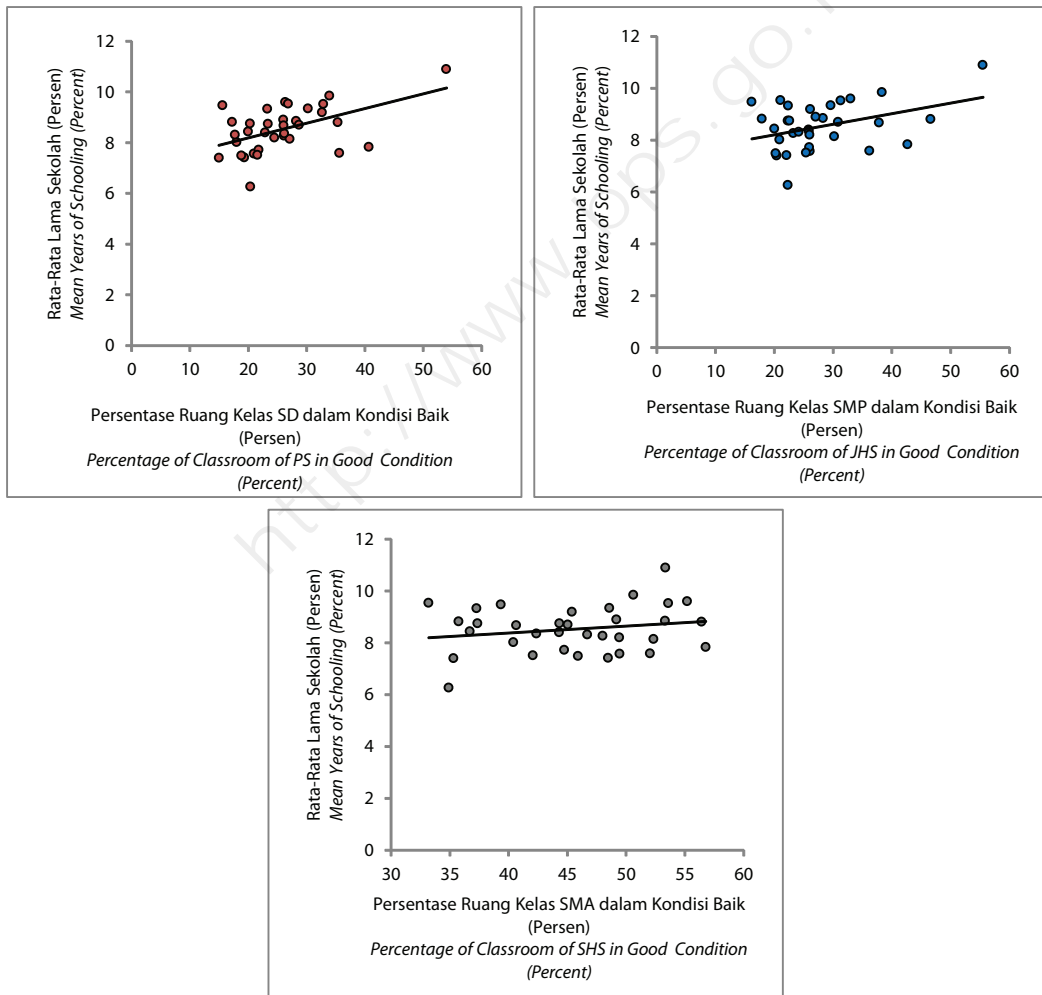 12
10
8
6
4
2
0
0 10 20 30 40 50 60
Rata-Rata Lama Sekolah (Persen)
Mean Years of Schooling (Percent)
Persentase Ruang Kelas SD dalam Kondisi Baik
(Persen)
Percentage of Classroom of PS in Good Condition
(Percent)
12
10
8
6
4
2
0
0 10 20 30 40 50 60
Rata-Rata Lama Sekolah (Persen)
Mean Years of Schooling (Percent)
Persentase Ruang Kelas SMP dalam Kondisi Baik
(Persen)
Percentage of Classroom of JHS in Good Condition
(Percent)
12
10
8
6
4
2
0
30 35 40 45 50 55 60
Rata-Rata Lama Sekolah (Persen)
Mean Years of Schooling (Percent)
Persentase Ruang Kelas SMA dalam Kondisi Baik
(Persen)
Percentage of Classroom of SHS in Good Condition
(Percent)